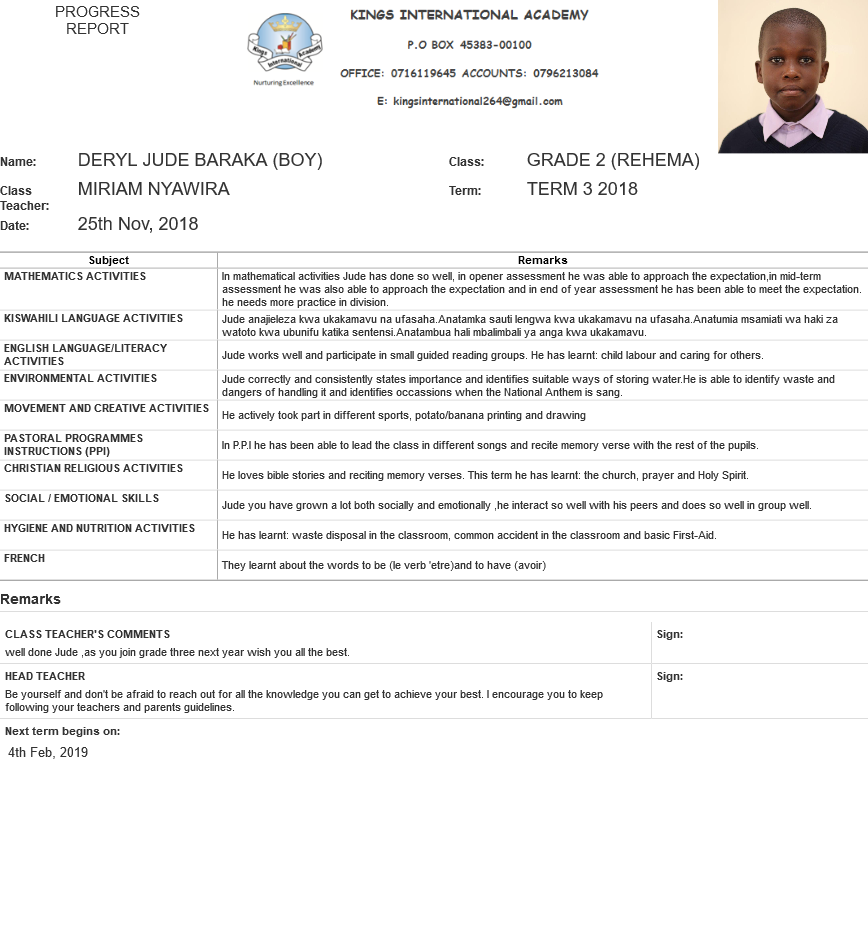 PROGRESS
REPORT
Kings International Academy
Nurturing Excellence
KINGS INTERNATIONAL ACADEMY
P.O BOX 45383-00100
OFFICE: 0716119645 ACCOUNTS: 0796213084
E: kingsinternational264@gmail.com
Name: DERYL JUDE BARAKA (BOY) Class: GRADE 2 (REHEMA)
Class Teacher: MIRIAM NYAWIRA Term: TERM 3 2018
Date: 25th Nov, 2018
Subject Remarks
MATHEMATICS ACTIVITIES
In mathematical activities Jude has done so well, in opener assessment he was able to approach the expectation,in mid-term
assessment he was also able to approach the expectation and in end of year assessment he has been able to meet the expectation.
he needs more practice in division.
KISWAHILI LANGUAGE ACTIVITIES
Jude anajieleza kwa ukakamavu na ufasaha.Anatamka sauti lengwa kwa ukakamavu na ufasaha.Anatumia msamiati wa haki za
watoto kwa ubunifu katika sentensi.Anatambua hali mbalimbali ya anga kwa ukakamavu.
ENGLISH LANGUAGE/LITERACY
ACTIVITIES
Jude works well and participate in small guided reading groups. He has learnt: child labour and caring for others.
ENVIRONMENTAL ACTIVITIES
Jude correctly and consistently states importance and identifies suitable ways of storing water.He is able to identify waste and
dangers of handling it and identifies occassions when the National Anthem is sang.
MOVEMENT AND CREATIVE ACTIVITIES
He actively took part in different sports, potato/banana printing and drawing
PASTORAL PROGRAMMES
INSTRUCTIONS (PPI)
In P.P.I he has been able to lead the class in different songs and recite memory verse with the rest of the pupils.
CHRISTIAN RELIGIOUS ACTIVITIES
He loves bible stories and reciting memory verses. This term he has learnt: the church, prayer and Holy Spirit.
SOCIAL / EMOTIONAL SKILLS
Jude you have grown a lot both socially and emotionally ,he interact so well with his peers and does so well in group well.
HYGIENE AND NUTRITION ACTIVITIES
He has learnt: waste disposal in the classroom, common accident in the classroom and basic First-Aid.
FRENCH
They learnt about the words to be (le verb 'etre)and to have (avoir)
Remarks
CLASS TEACHER'S COMMENTS Sign:
well done Jude ,as you join grade three next year wish you all the best.
HEAD TEACHER Sign:
Be yourself and don't be afraid to reach out for all the knowledge you can get to achieve your best. I encourage you to keep
following your teachers and parents guidelines.
Next term begins on:
4th Feb, 2019